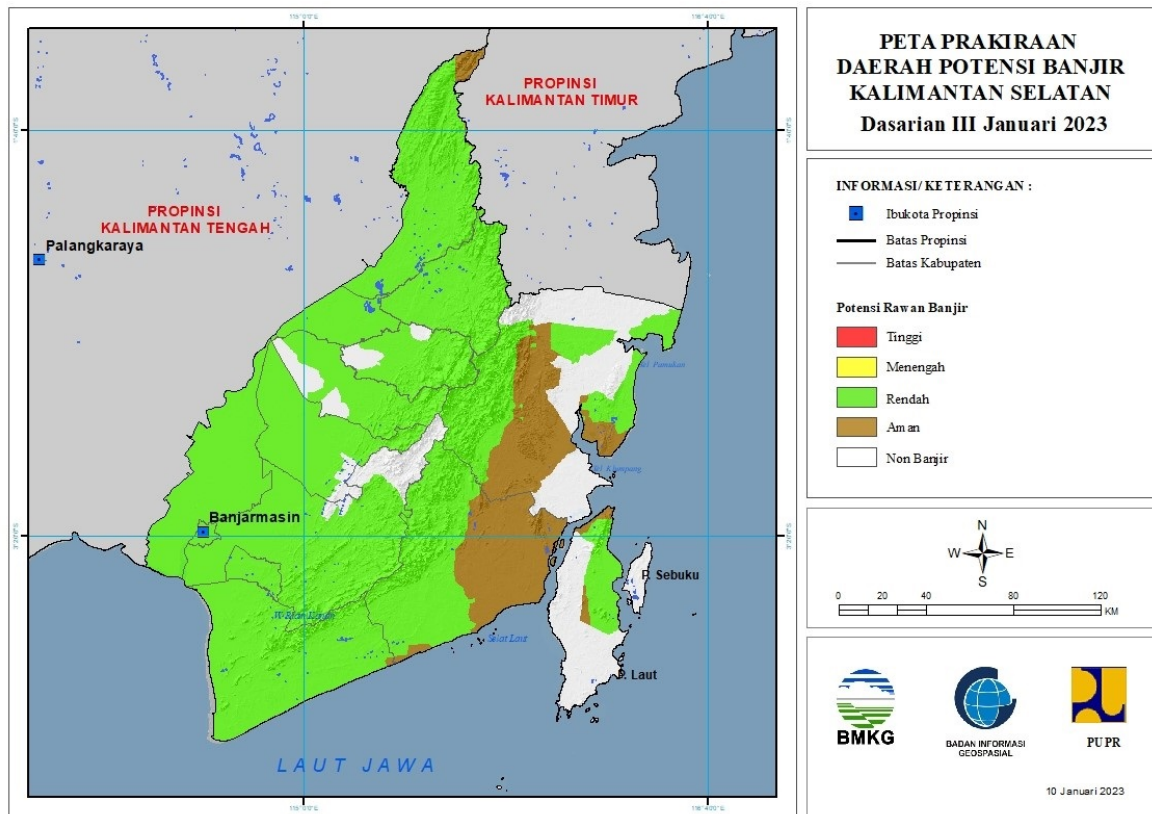 PETA PRAKIRAAN
DAERAH POTENSI BANJIR
KALIMANTAN SELATAN
Dasarian III Januari 2023
INFORMASI/ KETERANGAN :
Ibukota Propinsi
Batas Propinsi
Batas Kabupaten
Potensi Rawan Banjir
Tinggi
Menengah
Rendah
Aman
Non Banjir
N
W E
S
0 20 40 80 120
KM
BMKG
BADAN INFORMASI
GEOSPASIAL
PUPR
10 Januari 2023
PROPINSI
KALIMANTAN TIMUR
PROPINSI
KALIMANTAN TENGAH
Palangkaraya
Banjarmasin
P. Sebuku
Selat Laut
P. Laut
LAUT JAWA